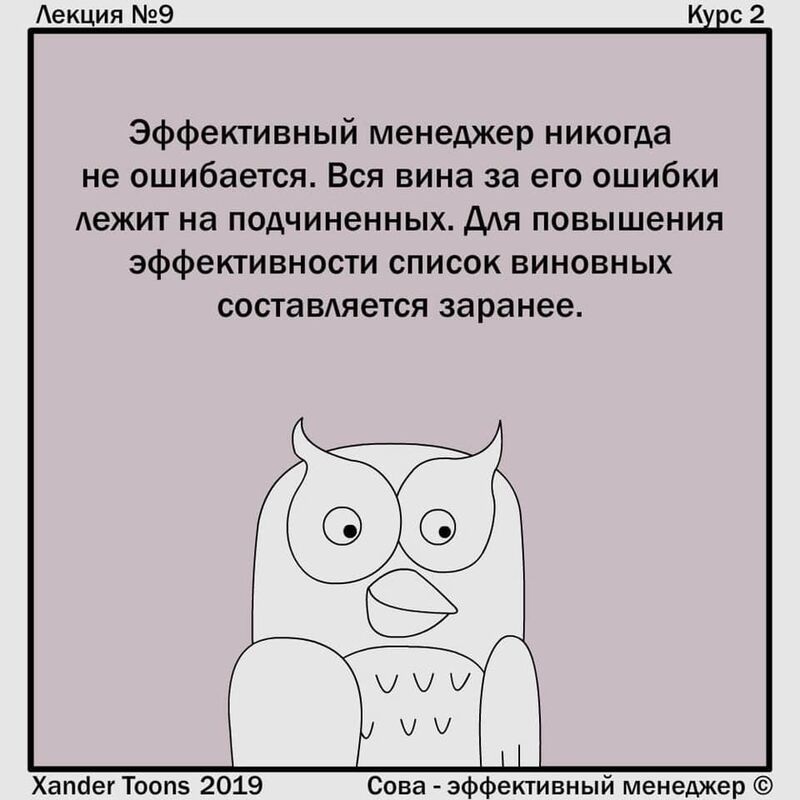 Лекция №9
Курс 2
Эффективный менеджер никогда
не ошибается. Вся вина за его ошибки
лежит на подчиненных. Для повышения
эффективности список виновных
составляется заранее.
Xander Toons 2019
Сова - эффективный менеджер ©